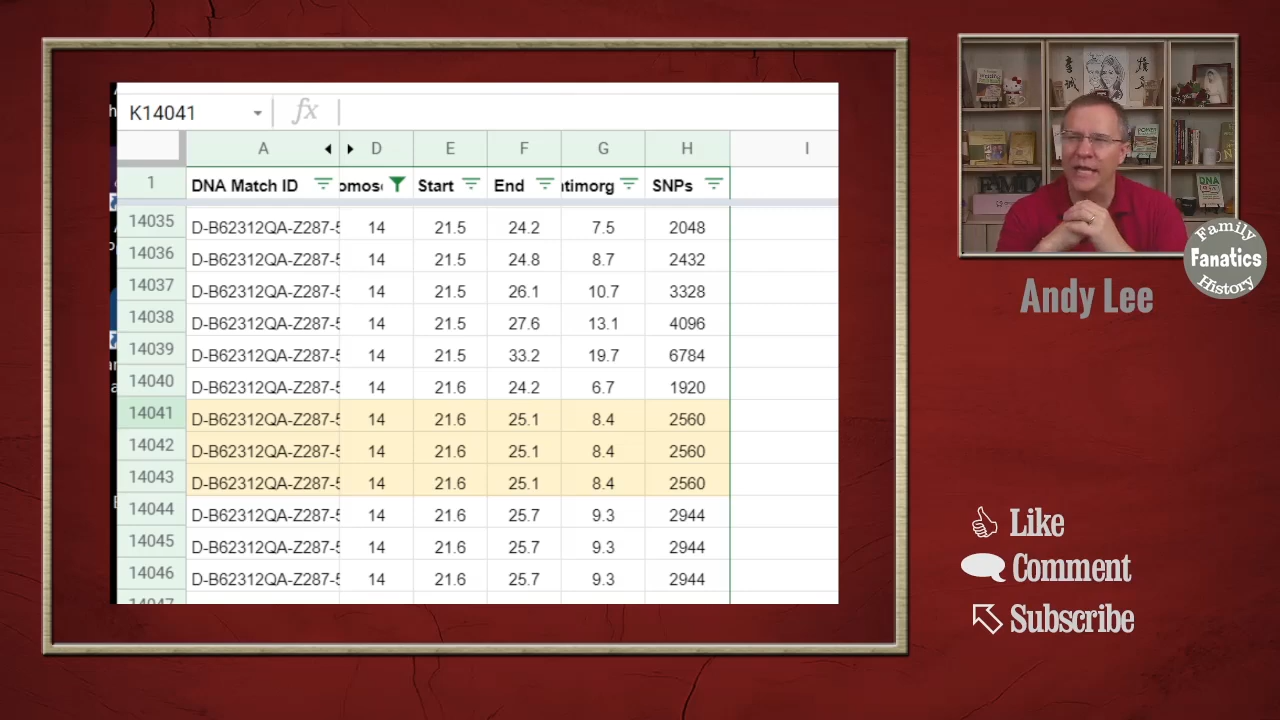 K14041 fx
A D E F G H I
1 DNA Match ID omos Start End ntimorg SNPs
14035 D-B62312QA-Z287-5 14 21.5 24.2 7.5 2048
14036 D-B62312QA-Z287-5 14 21.5 24.8 8.7 2432
14037 D-B62312QA-Z287-5 14 21.5 26.1 10.7 3328
14038 D-B62312QA-Z287-5 14 21.5 27.6 13.1 4096
14039 D-B62312QA-Z287-5 14 21.5 33.2 19.7 6784
14040 D-B62312QA-Z287-5 14 21.6 24.2 6.7 1920
14041 D-B62312QA-Z287-5 14 21.6 25.1 8.4 2560
14042 D-B62312QA-Z287-5 14 21.6 25.1 8.4 2560
14043 D-B62312QA-Z287-5 14 21.6 25.1 8.4 2560
14044 D-B62312QA-Z287-5 14 21.6 25.7 9.3 2944
14045 D-B62312QA-Z287-5 14 21.6 25.7 9.3 2944
14046 D-B62312QA-Z287-5 14 21.6 25.7 9.3 2944
14047
DNA
Family
Fanatics
History
Andy Lee
Like
Comment
Subscribe